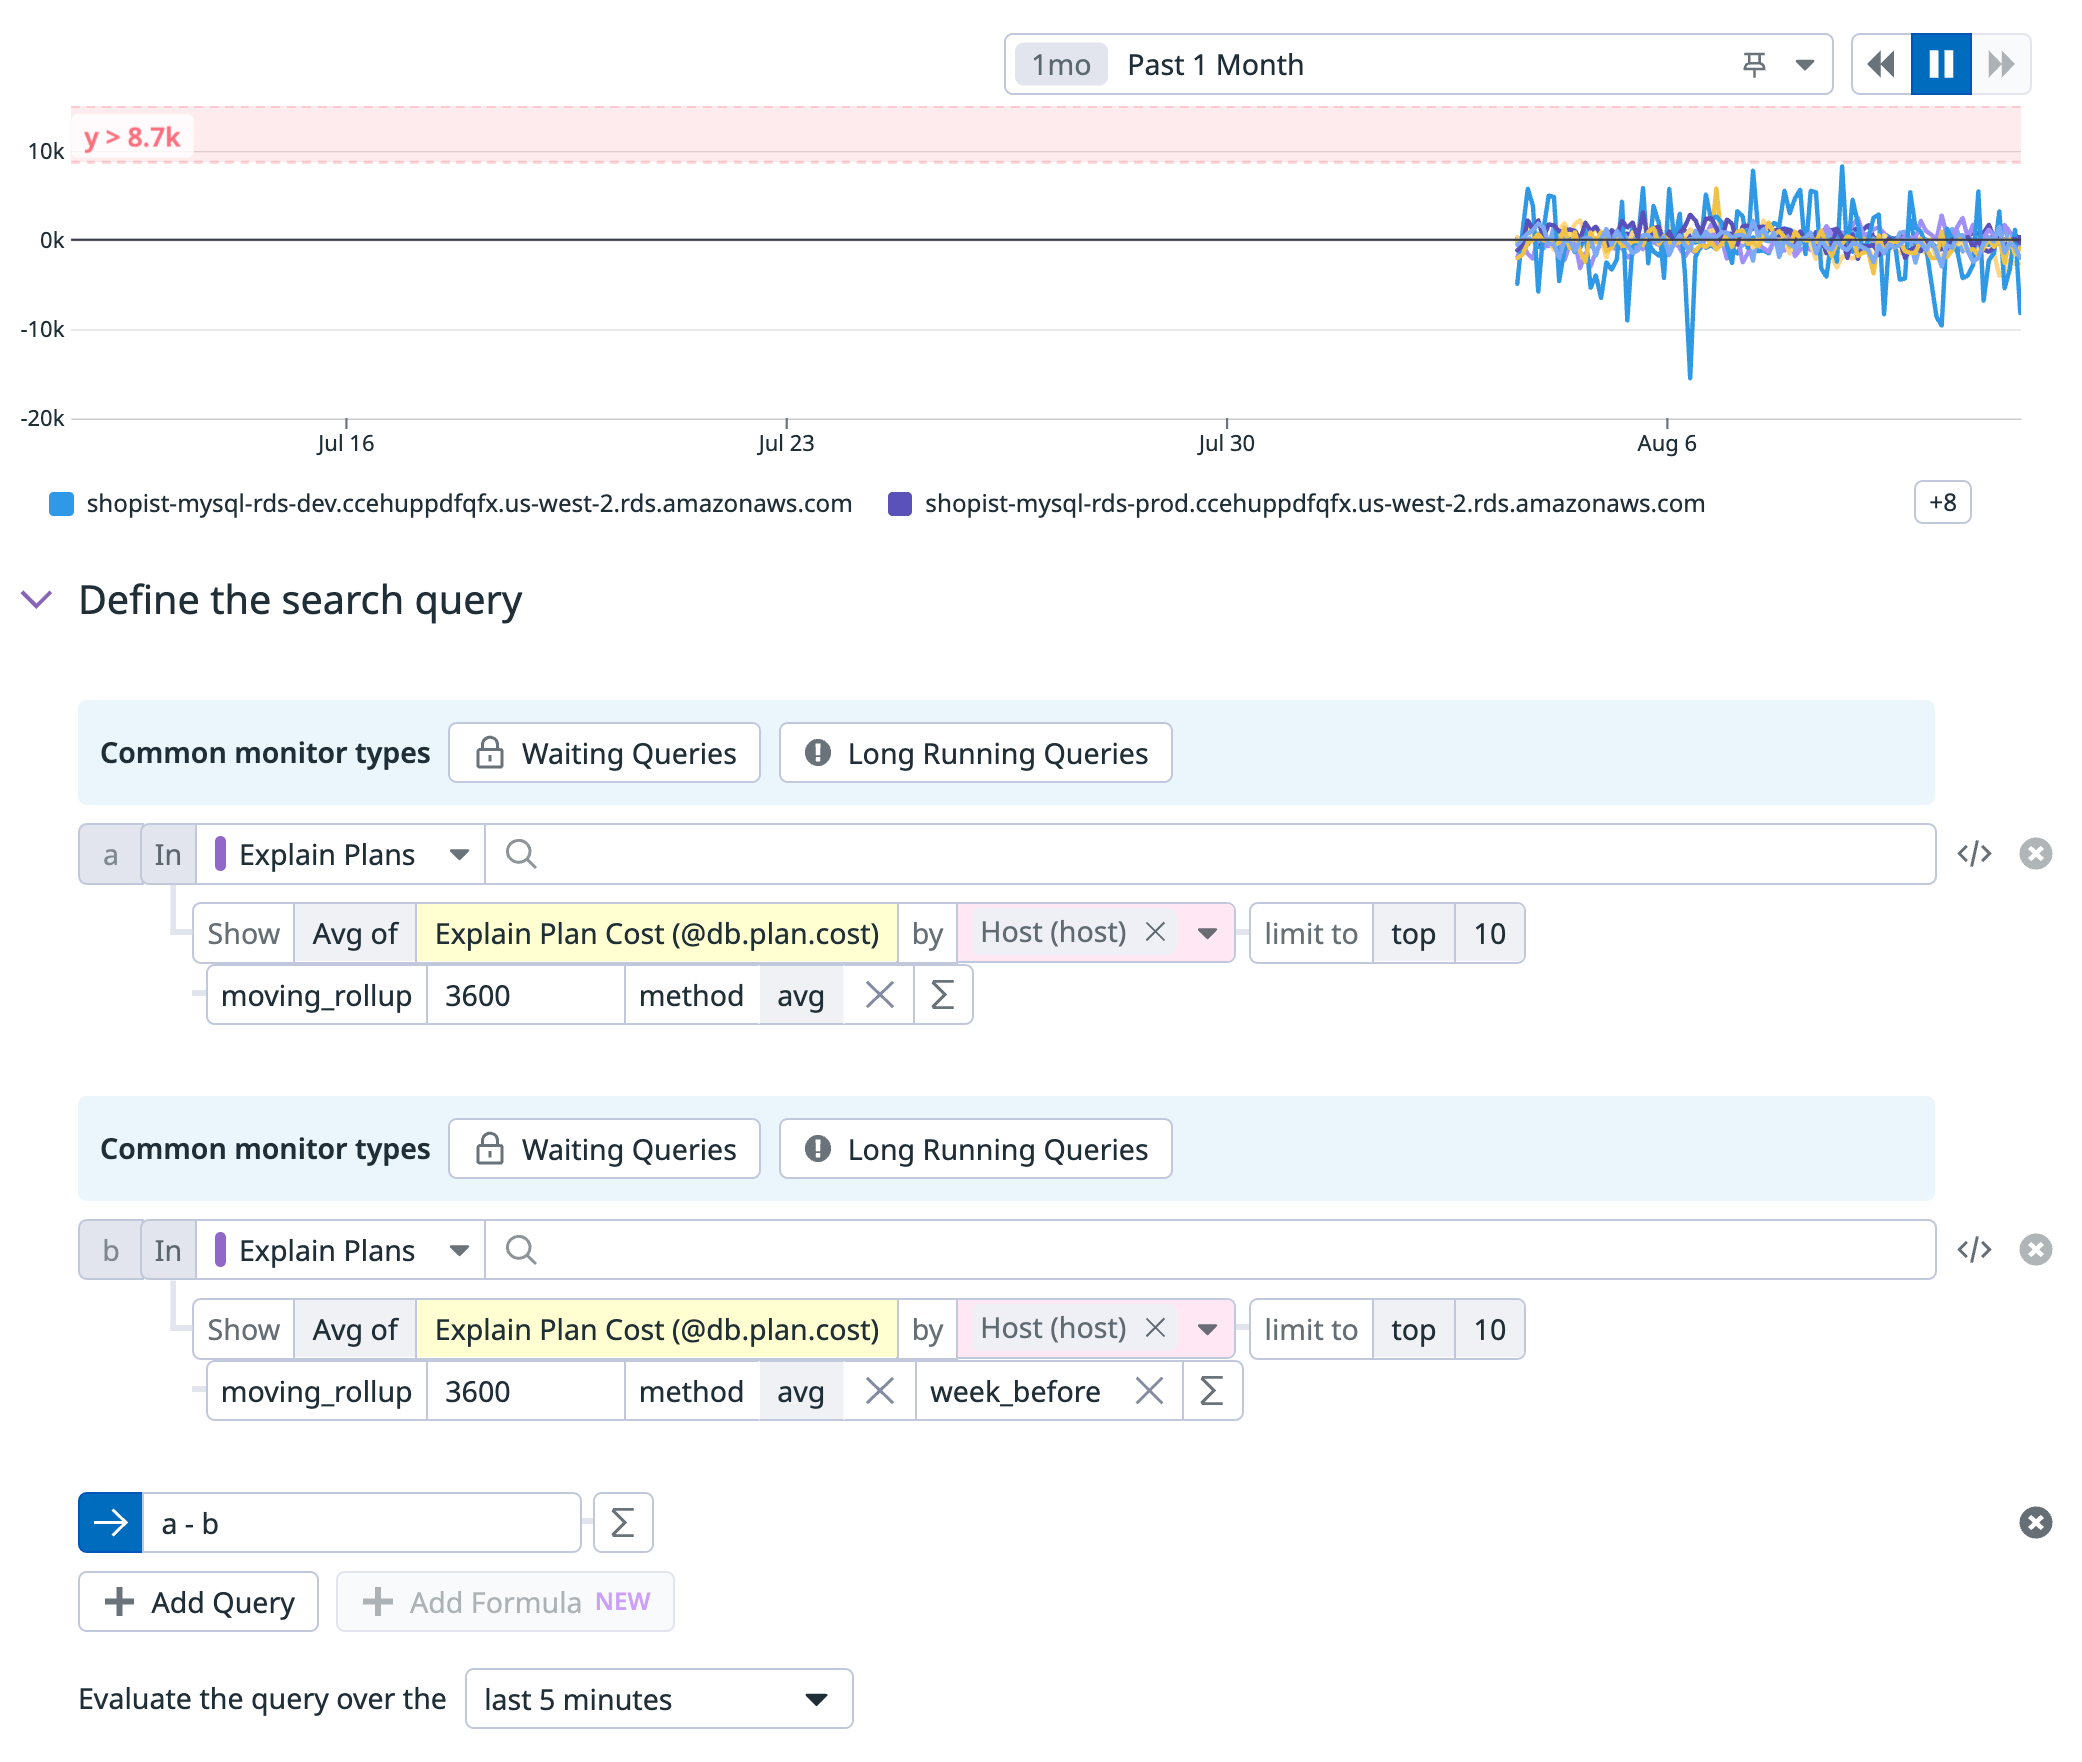 1mo Past 1 Month
y > 8.7k
10k
0k
-10k
-20k
Jul 16 Jul 23 Jul 30 Aug 6
shopist-mysql-rds-dev.ccehuppdfqfx.us-west-2.rds.amazonaws.com shopist-mysql-rds-prod.ccehuppdfqfx.us-west-2.rds.amazonaws.com +8
Define the search query
Common monitor types Waiting Queries Long Running Queries
a In Explain Plans </>
Show Avg of Explain Plan Cost (@db.plan.cost) by Host (host) limit to top 10
moving_rollup 3600 method avg Σ
Common monitor types Waiting Queries Long Running Queries
b In Explain Plans </>
Show Avg of Explain Plan Cost (@db.plan.cost) by Host (host) limit to top 10
moving_rollup 3600 method avg week_before Σ
a - b Σ
Add Query Add Formula NEW
Evaluate the query over the last 5 minutes